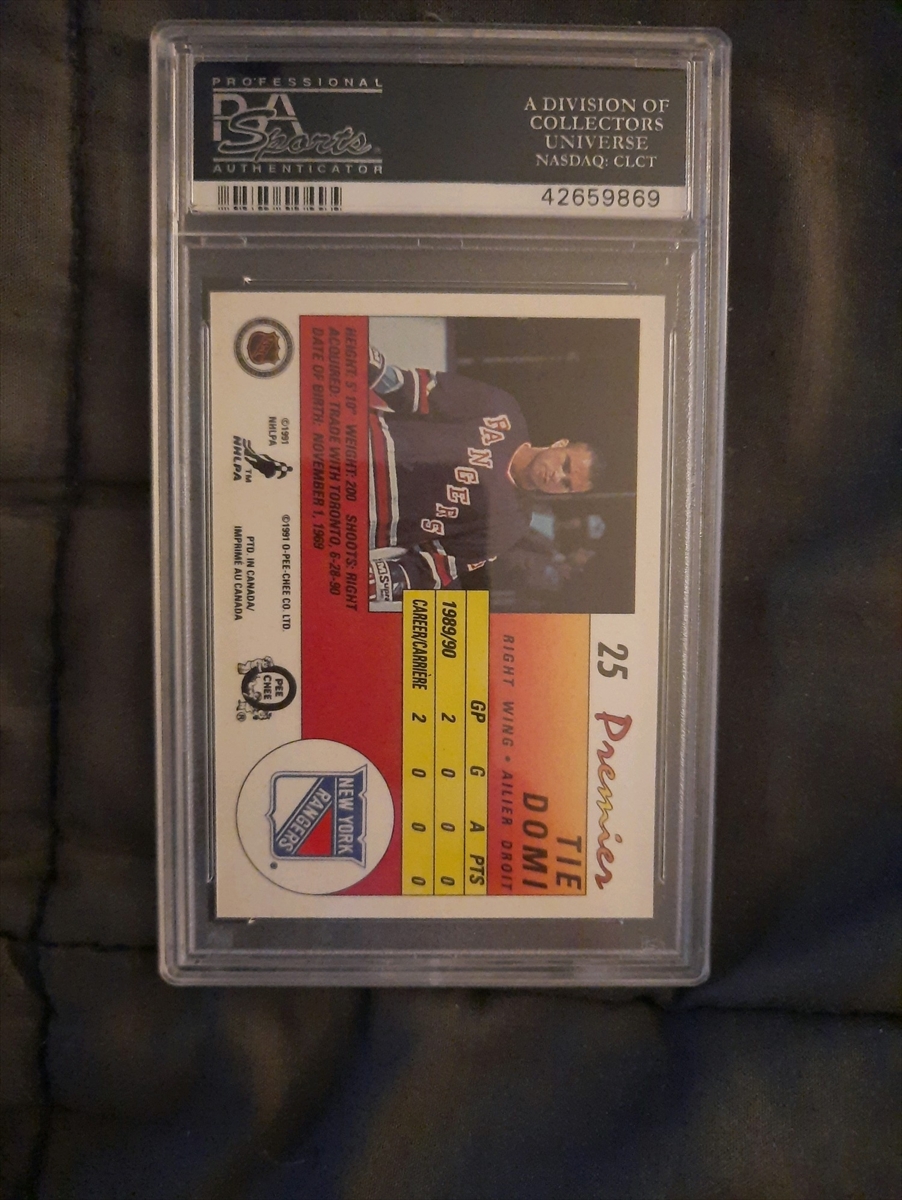 PROFESSIONAL
PSA
Sports
AUTHENTICATOR
A DIVISION OF
COLLECTORS
UNIVERSE
NASDAQ: CLCT
42659869
25 Premier
TIE
DOMI
RIGHT WING • AILIER DROIT
GP G A PTS
1989/90 2 0 0 0
CAREER/CARRIÈRE 2 0 0 0
RANGERS
HEIGHT: 5' 10" WEIGHT: 200 SHOOTS: RIGHT
ACQUIRED: TRADE WITH TORONTO, 6-28-90
DATE OF BIRTH: NOVEMBER 1, 1969
NEW YORK
RANGERS
®
©1991
NHLPA
TM
NHLPA
©1991 O-PEE-CHEE CO. LTD.
PTD. IN CANADA/
IMPRIMÉ AU CANADA
O
PEE
CHEE
®